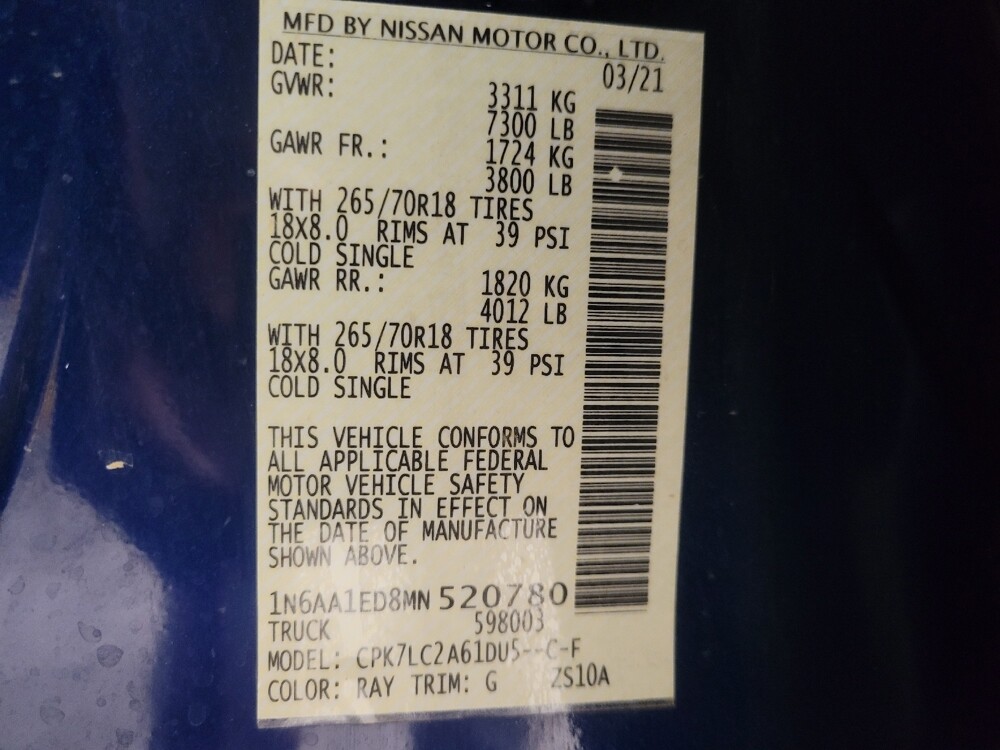 MFD BY NISSAN MOTOR CO., LTD.
DATE: 03/21
GVWR: 3311 KG
7300 LB
GAWR FR.: 1724 KG
3800 LB
WITH 265/70R18 TIRES
18X8.0 RIMS AT 39 PSI
COLD SINGLE
GAWR RR.: 1820 KG
4012 LB
WITH 265/70R18 TIRES
18X8.0 RIMS AT 39 PSI
COLD SINGLE
THIS VEHICLE CONFORMS TO
ALL APPLICABLE FEDERAL
MOTOR VEHICLE SAFETY
STANDARDS IN EFFECT ON
THE DATE OF MANUFACTURE
SHOWN ABOVE.
1N6AA1ED8MN 520780
TRUCK 598003
MODEL: CPK7LC2A61DU5--C-F
COLOR: RAY TRIM: G ZS10A